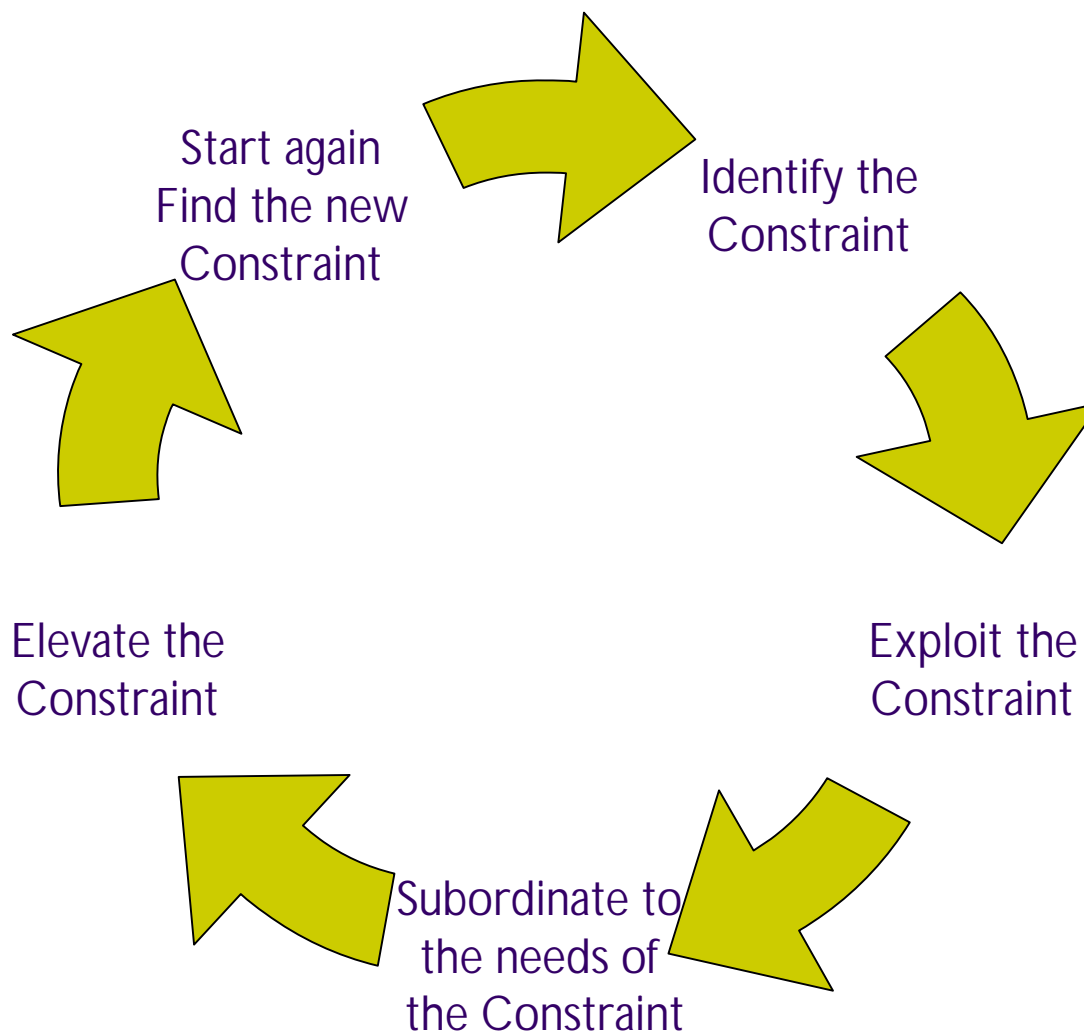 Start again
Find the new
Constraint
Identify the
Constraint
Exploit the
Constraint
Subordinate to
the needs of
the Constraint
Elevate the
Constraint